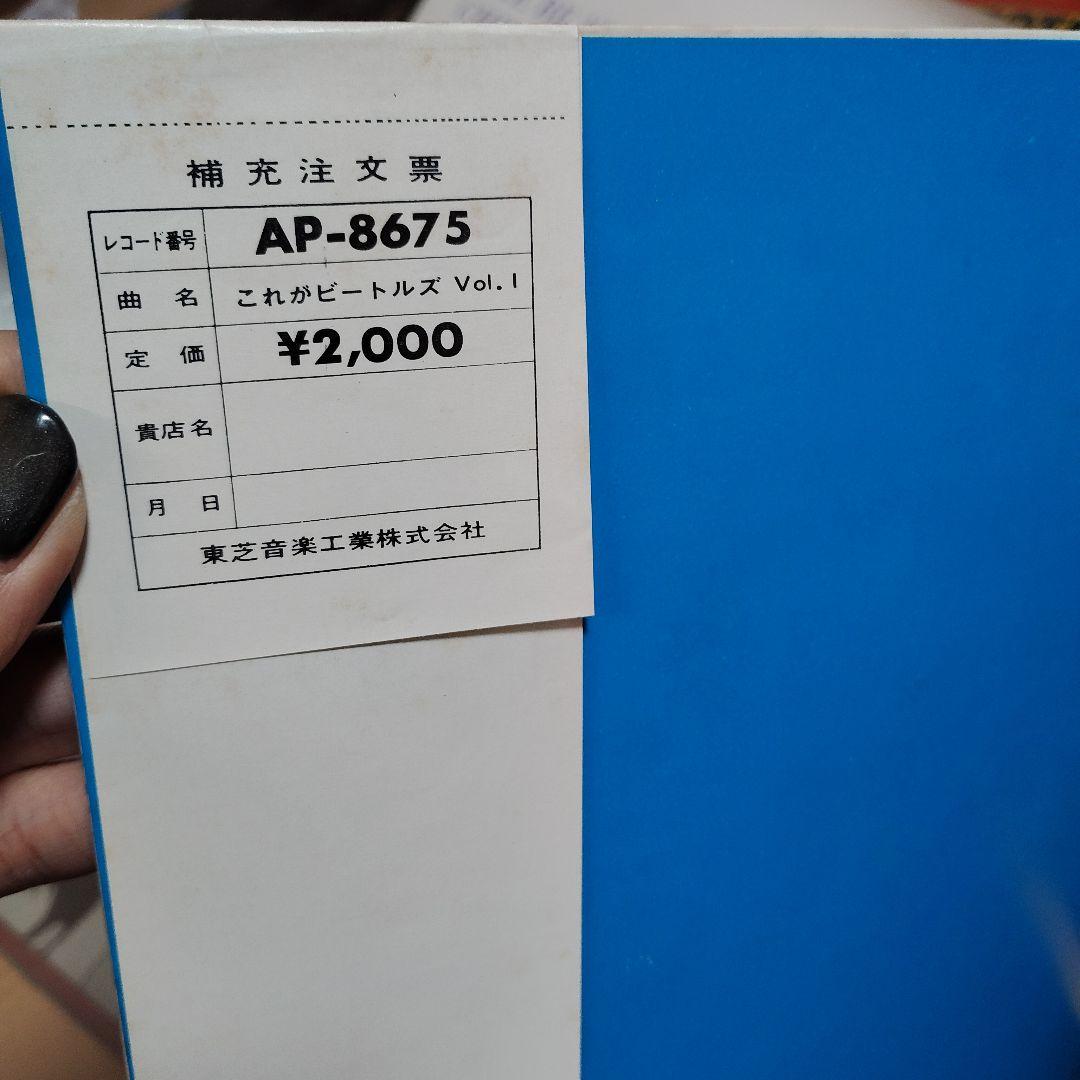 補充注文票
レコード番号 AP-8675
曲名 これがビートルズ Vol.1
定価 ¥2,000
貴店名
月日
東芝音楽工業株式会社